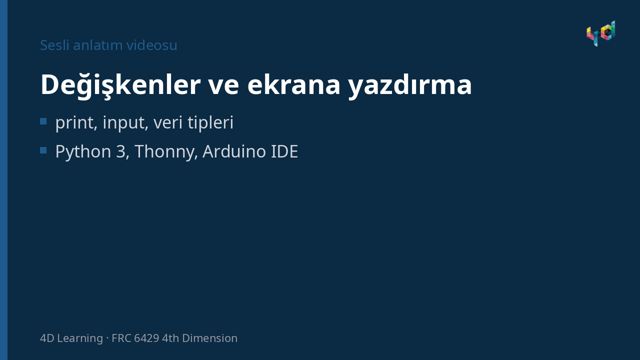 4d
Sesli anlatım videosu
Değişkenler ve ekrana yazdırma
print, input, veri tipleri
Python 3, Thonny, Arduino IDE
4D Learning · FRC 6429 4th Dimension